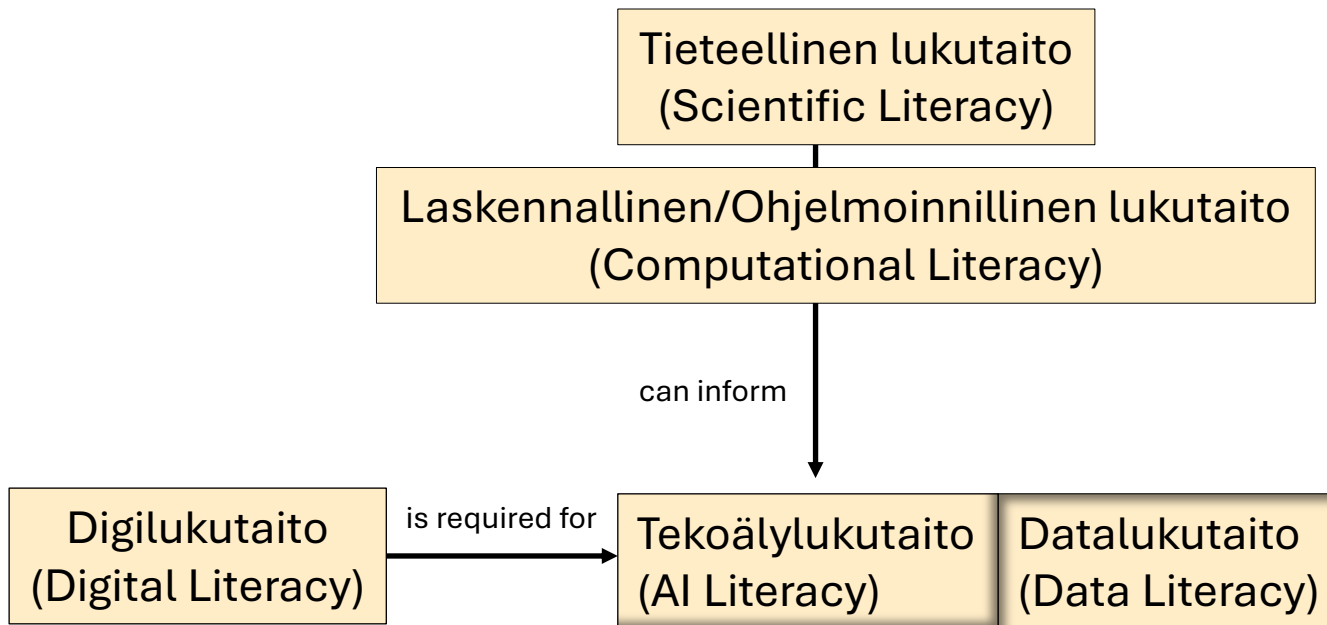 Tieteellinen lukutaito
(Scientific Literacy)
Laskennallinen/Ohjelmoinnillinen lukutaito
(Computational Literacy)
can inform
Digilukutaito
(Digital Literacy)
is required for
Tekoälylukutaito
(AI Literacy)
Datalukutaito
(Data Literacy)